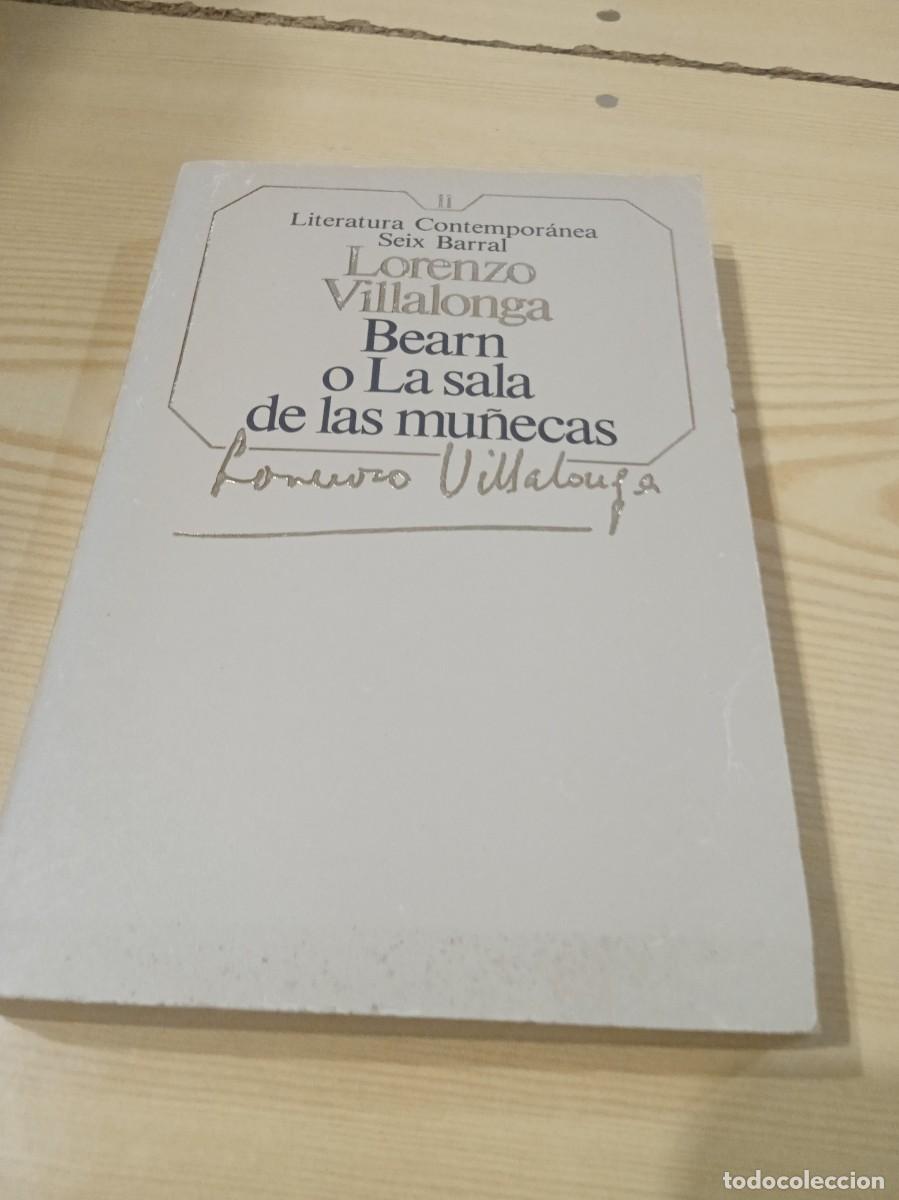 11
Literatura Contemporánea
Seix Barral
Lorenzo
Villalonga
Bearn
o La sala
de las muñecas
Lorenzo Villalonga
todocoleccion